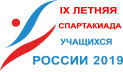 IX ЛЕТНЯЯ
СПАРТАКИАДА
УЧАЩИХСЯ
РОССИИ 2019